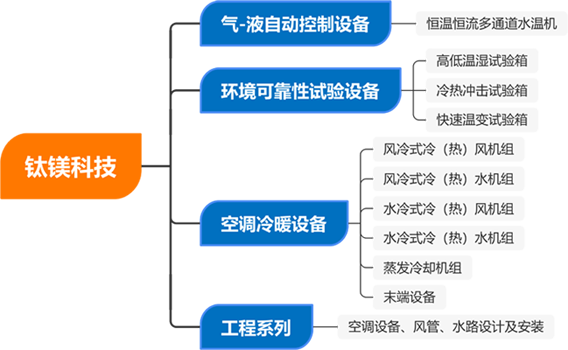 钛镁科技
气-液自动控制设备
恒温恒流多通道水温机
环境可靠性试验设备
高低温湿试验箱
冷热冲击试验箱
快速温变试验箱
空调冷暖设备
风冷式冷（热）风机组
风冷式冷（热）水机组
水冷式冷（热）风机组
水冷式冷（热）水机组
蒸发冷却机组
末端设备
工程系列
空调设备、风管、水路设计及安装